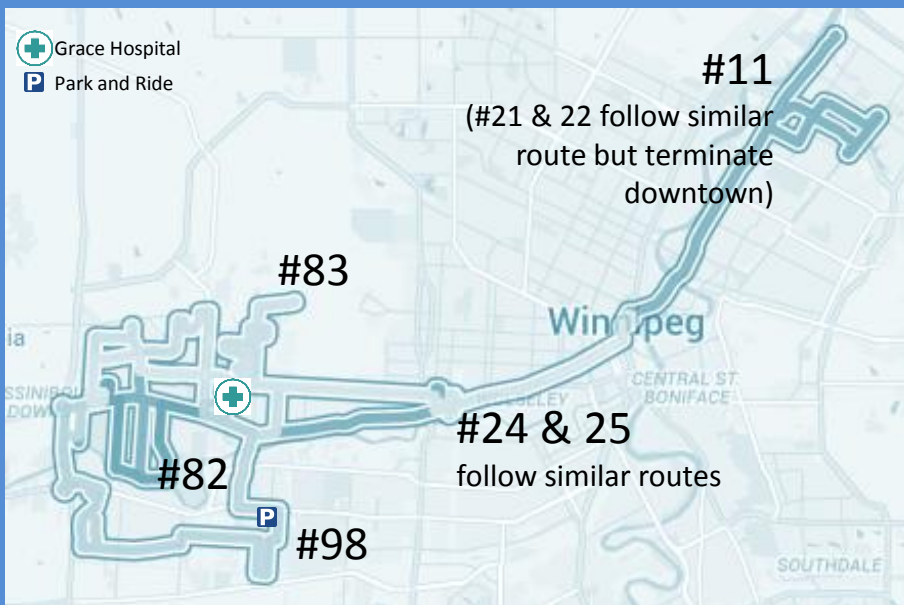 Grace Hospital
P Park and Ride
#11
(#21 & 22 follow similar
route but terminate
downtown)
#83
Winnipeg
CENTRAL ST.
BONIFACE
#24 & 25
follow similar routes
#82
P
#98
SOUTHDALE